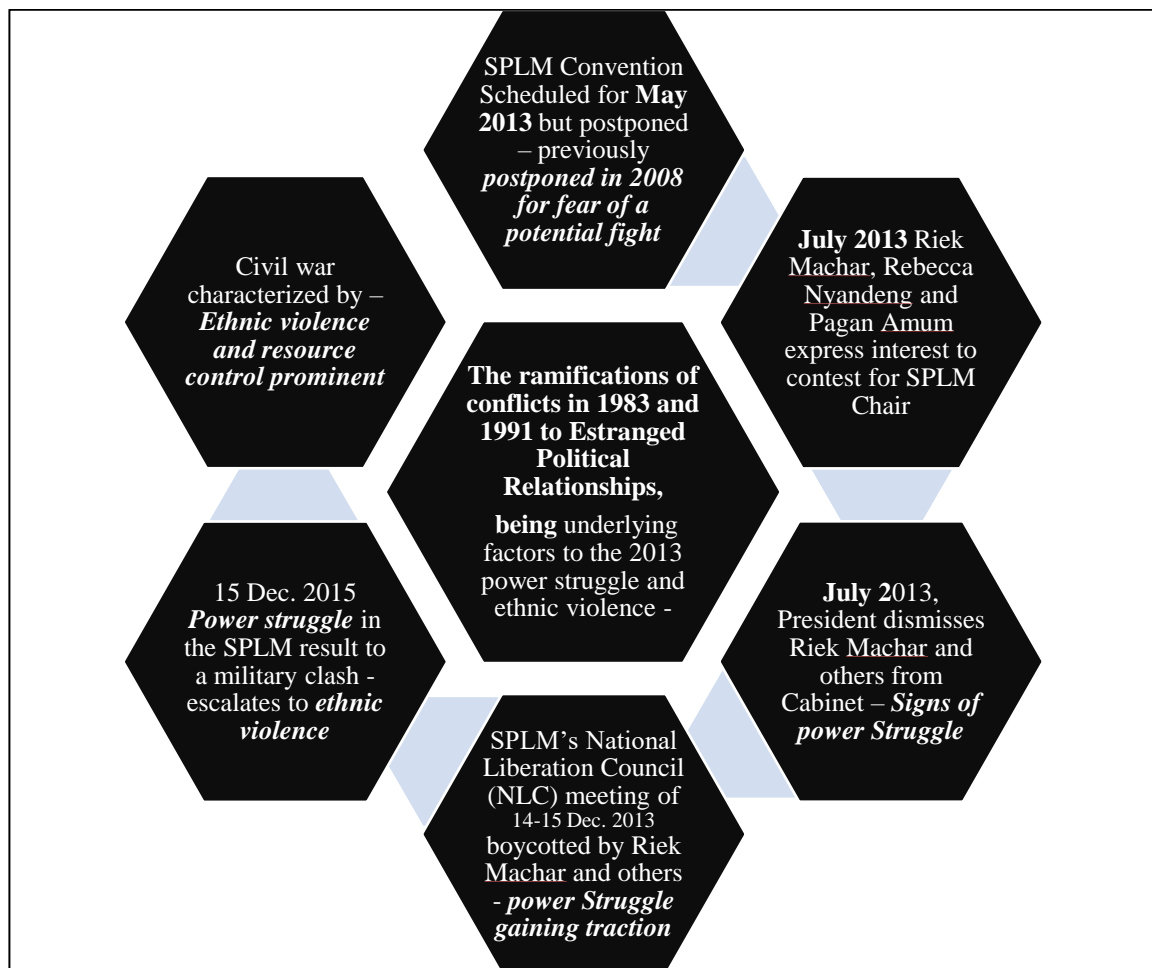 SPLM Convention
Scheduled for May
2013 but postponed
– previously
postponed in 2008
for fear of a
potential fight
July 2013 Riek
Machar, Rebecca
Nyandeng and
Pagan Amum
express interest to
contest for SPLM
Chair
July 2013,
President dismisses
Riek Machar and
others from
Cabinet – Signs of
power Struggle
SPLM’s National
Liberation Council
(NLC) meeting of
14-15 Dec. 2013
boycotted by Riek
Machar and others
- power Struggle
gaining traction
15 Dec. 2015
Power struggle in
the SPLM result to
a military clash -
escalates to ethnic
violence
Civil war
characterized by –
Ethnic violence
and resource
control prominent
The ramifications of
conflicts in 1983 and
1991 to Estranged
Political
Relationships,
being underlying
factors to the 2013
power struggle and
ethnic violence -